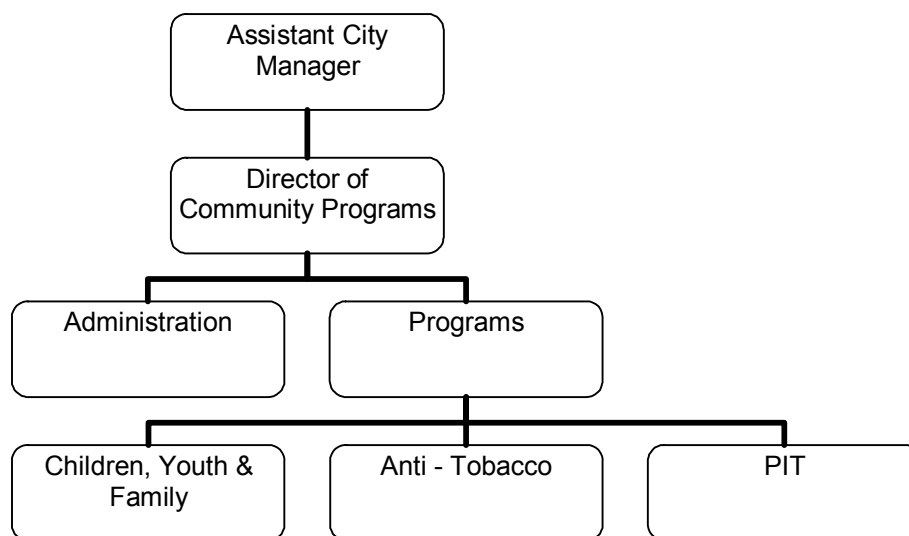 Assistant City
Manager
Director of
Community Programs
Administration
Programs
Children, Youth &
Family
Anti - Tobacco
PIT